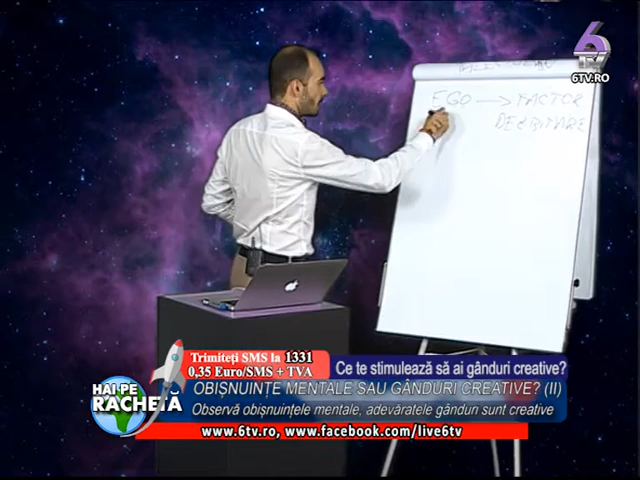 6
TV
6TV.RO
EGO → FACTOR
DE IRITARE
Trimiteți SMS la 1331
0,35 Euro/SMS + TVA
Ce te stimulează să ai gânduri creative?
HAI PE
RACHETĂ
OBIȘNUINȚE MENTALE SAU GÂNDURI CREATIVE? (II)
Observă obișnuințele mentale, adevăratele gânduri sunt creative
www.6tv.ro, www.facebook.com/live6tv